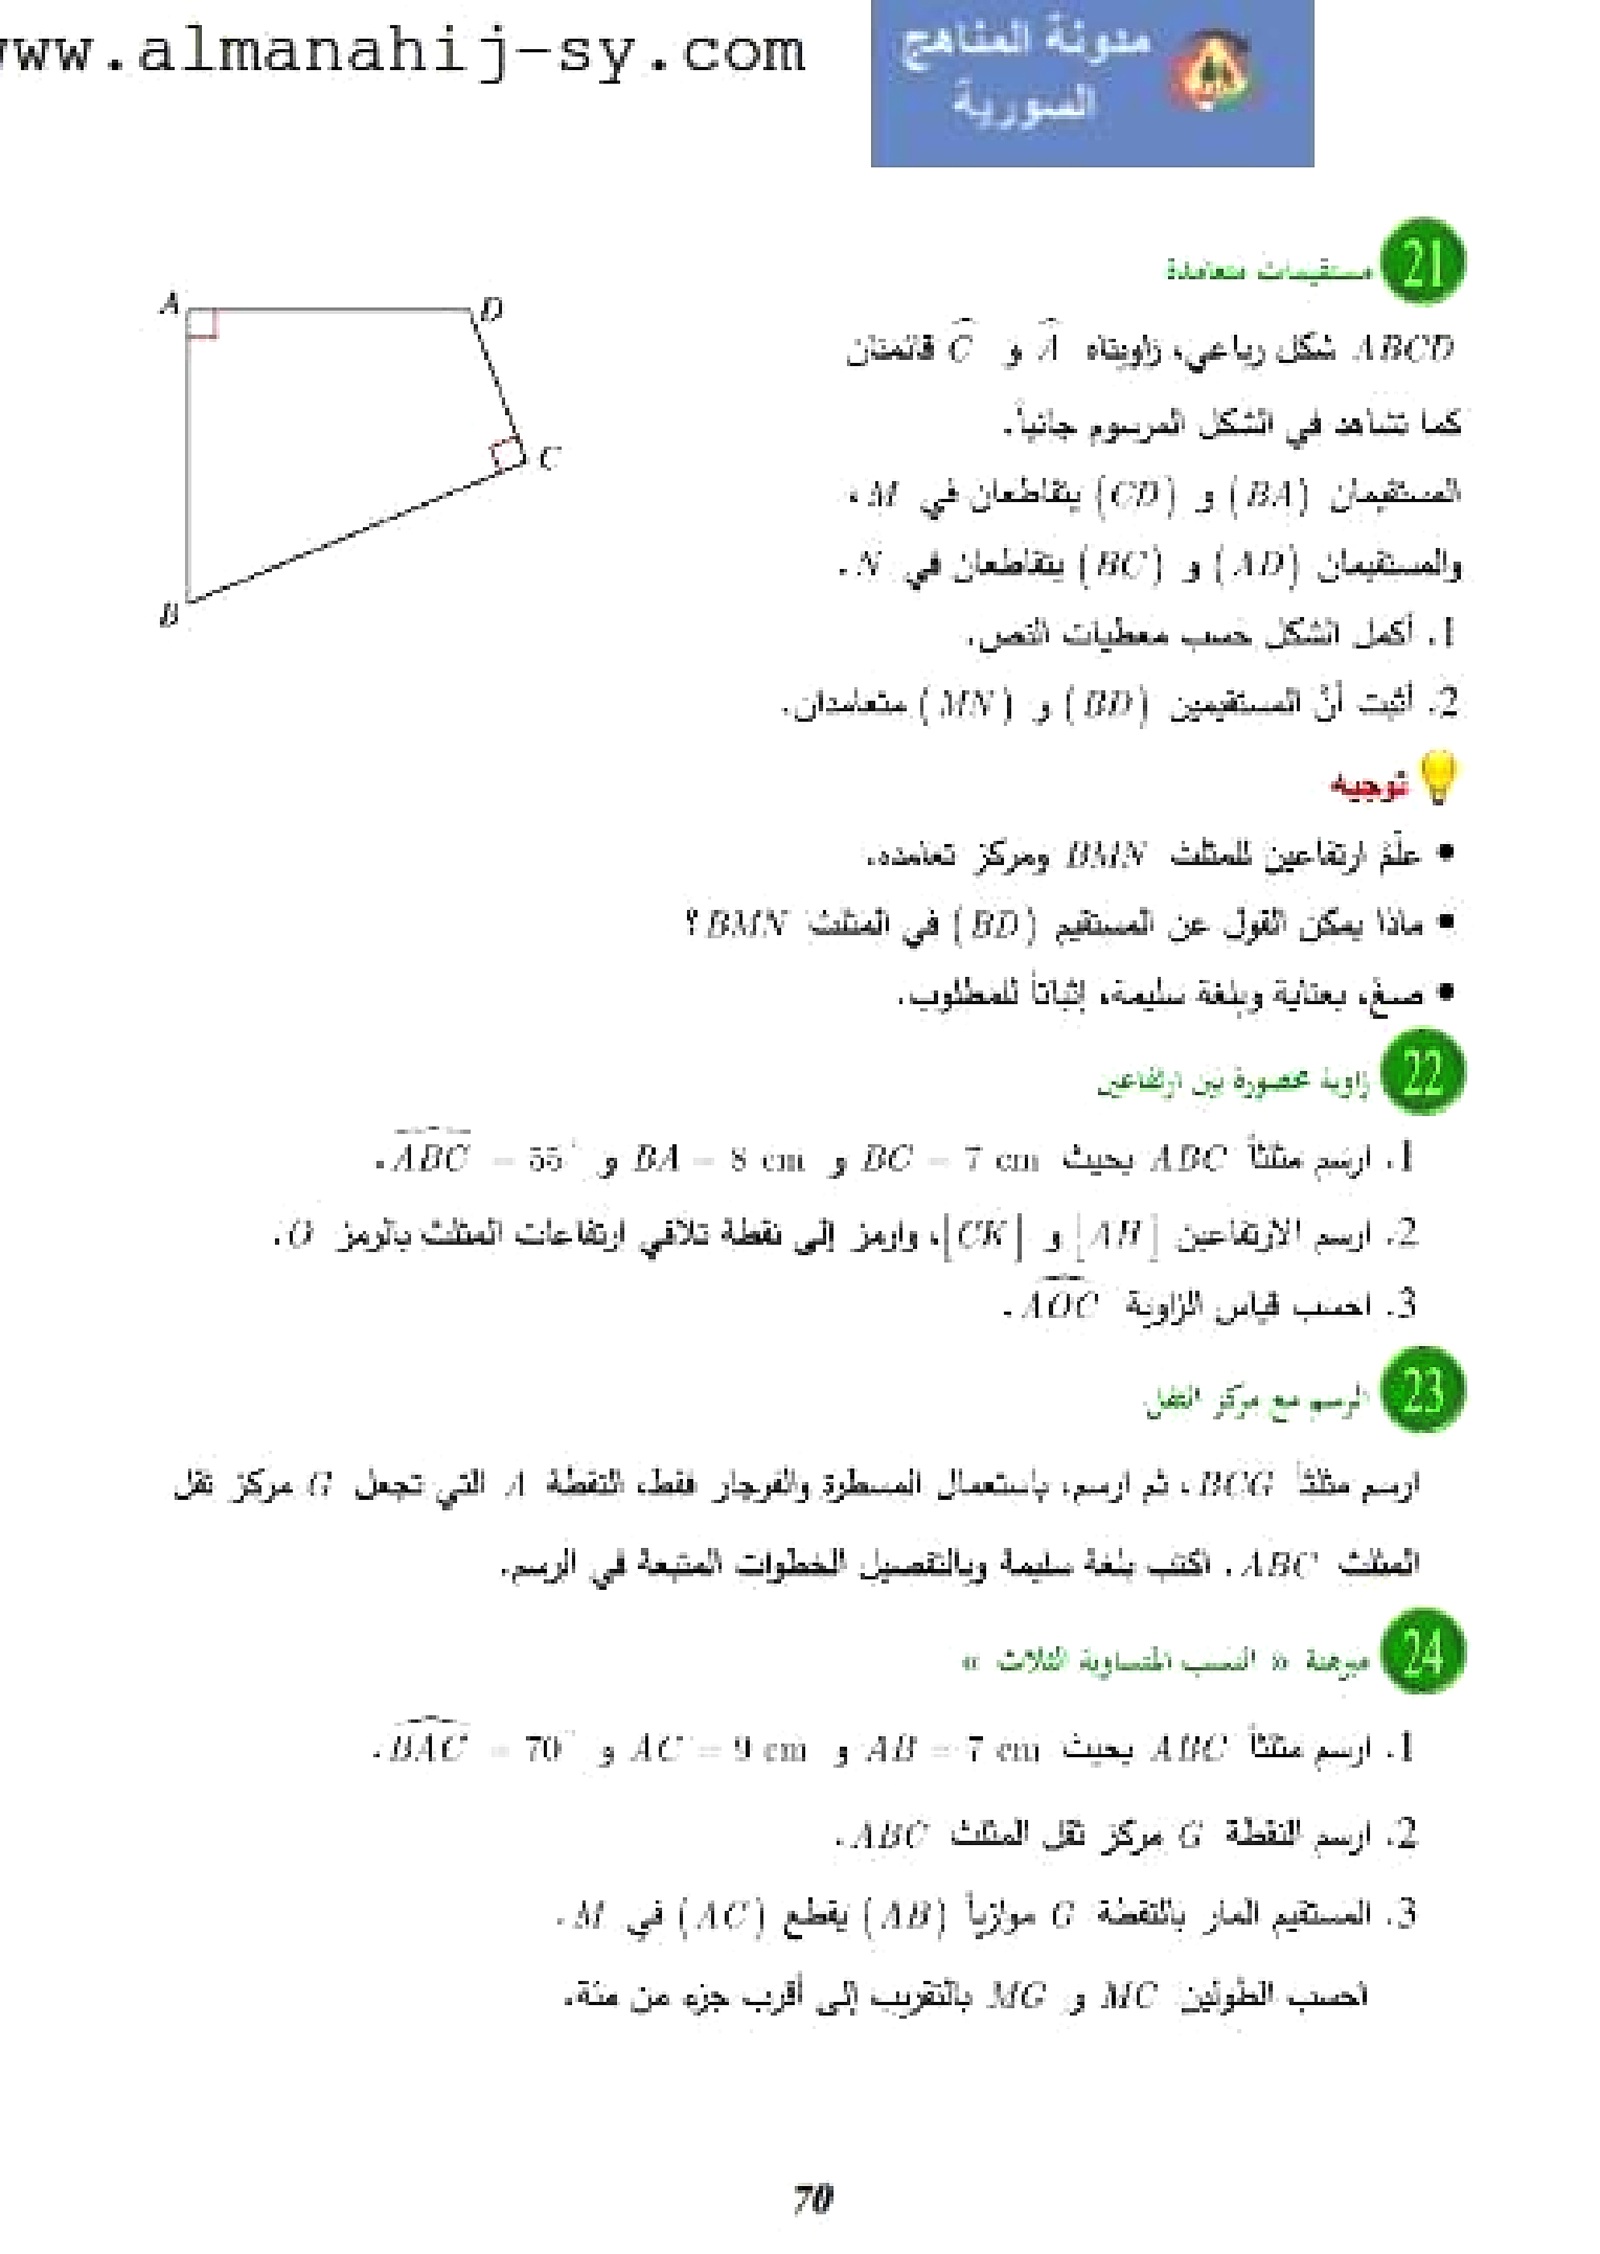 www.almanahij-sy.com
مدونة المناهج
السورية
21 مستقيمات متعامدة
ABCD شكل رباعي، زاويتاه A و C قائمتان
كما تشاهد في الشكل المرسوم جانباً.
المستقيمان (BA) و (CD) يتقاطعان في M،
والمستقيمان (AD) و (BC) يتقاطعان في N.
1. أكمل الشكل حسب معطيات النص.
2. أثبت أنّ المستقيمين (BD) و (MN) متعامدان.
A
D
C
B
توجيه
• علّم ارتفاعين للمثلث BMN ومركز تعامده.
• ماذا يمكن القول عن المستقيم (BD) في المثلث BMN؟
• صغ، بعناية وبلغة سليمة، إثباتاً للمطلوب.
22 زاوية محصورة بين ارتفاعين
1. ارسم مثلثاً ABC بحيث BC = 7 cm و BA = 8 cm و ABC = 55°.
2. ارسم الارتفاعين [AH] و [CK]، وارمز إلى نقطة تلاقي ارتفاعات المثلث بالرمز O.
3. احسب قياس الزاوية AOC.
23 الرسم مع مركز الثقل
ارسم مثلثاً BCG، ثم ارسم، باستعمال المسطرة والفرجار فقط، النقطة A التي تجعل G مركز ثقل
المثلث ABC. اكتب بلغة سليمة وبالتفصيل الخطوات المتبعة في الرسم.
24 مبرهنة « النسب المتساوية الثلاث »
1. ارسم مثلثاً ABC بحيث AB = 7 cm و AC = 9 cm و BAC = 70°.
2. ارسم النقطة G مركز ثقل المثلث ABC.
3. المستقيم المار بالنقطة G موازياً (AB) يقطع (AC) في M.
احسب الطولين MC و MG بالتقريب إلى أقرب جزء من مئة.
70